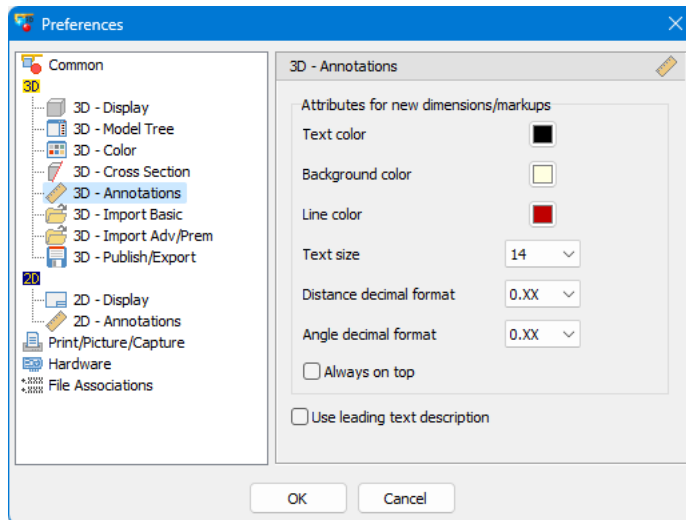 Preferences
Common
3D
3D - Display
3D - Model Tree
3D - Color
3D - Cross Section
3D - Annotations
3D - Import Basic
3D - Import Adv/Prem
3D - Publish/Export
2D
2D - Display
2D - Annotations
Print/Picture/Capture
Hardware
File Associations
3D - Annotations
Attributes for new dimensions/markups
Text color
Background color
Line color
Text size 14
Distance decimal format 0.XX
Angle decimal format 0.XX
Always on top
Use leading text description
OK Cancel